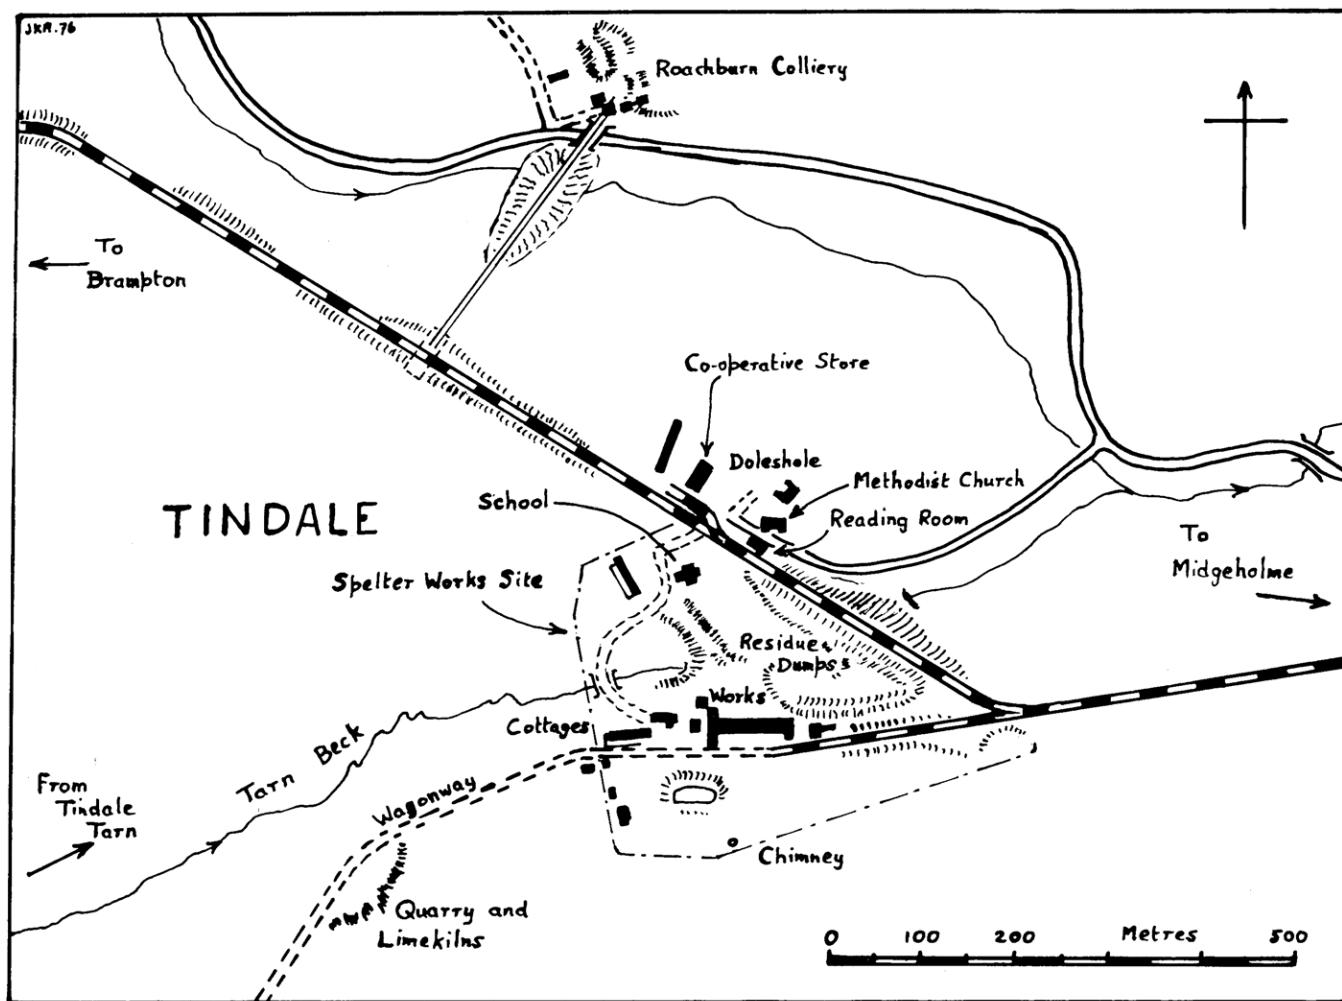 JKR. 76
Roachburn Colliery
To
Brampton
Co-operative Store
Doleshole
Methodist Church
School
Reading Room
TINDALE
To
Midgeholme
Spelter Works Site
Residue
Dumps
Works
Cottages
Tarn Beck
Wagonway
From
Tindale
Tarn
Chimney
Quarry and
Limekilns
0 100 200 Metres 500